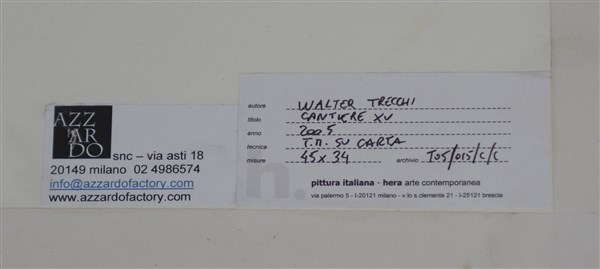 AZZ
ARDO
snc – via asti 18
20149 milano 02 4986574
info@azzardofactory.com
www.azzardofactory.com
autore WALTER TRECCHI
titolo CANTIERE XV
anno 2005
tecnica T.M. SU CARTA
misure 45x34 archivio T05/015/C/C
n.
pittura italiana - hera arte contemporanea
via palermo 5 - I-20121 milano - v lo s clemente 21 - I-25121 brescia